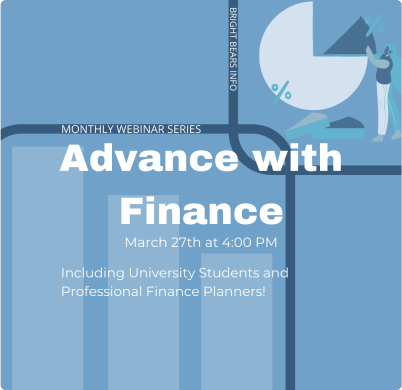 BRIGHT BEARS INFO
MONTHLY WEBINAR SERIES
Advance with
Finance
March 27th at 4:00 PM
Including University Students and
Professional Finance Planners!
%
%